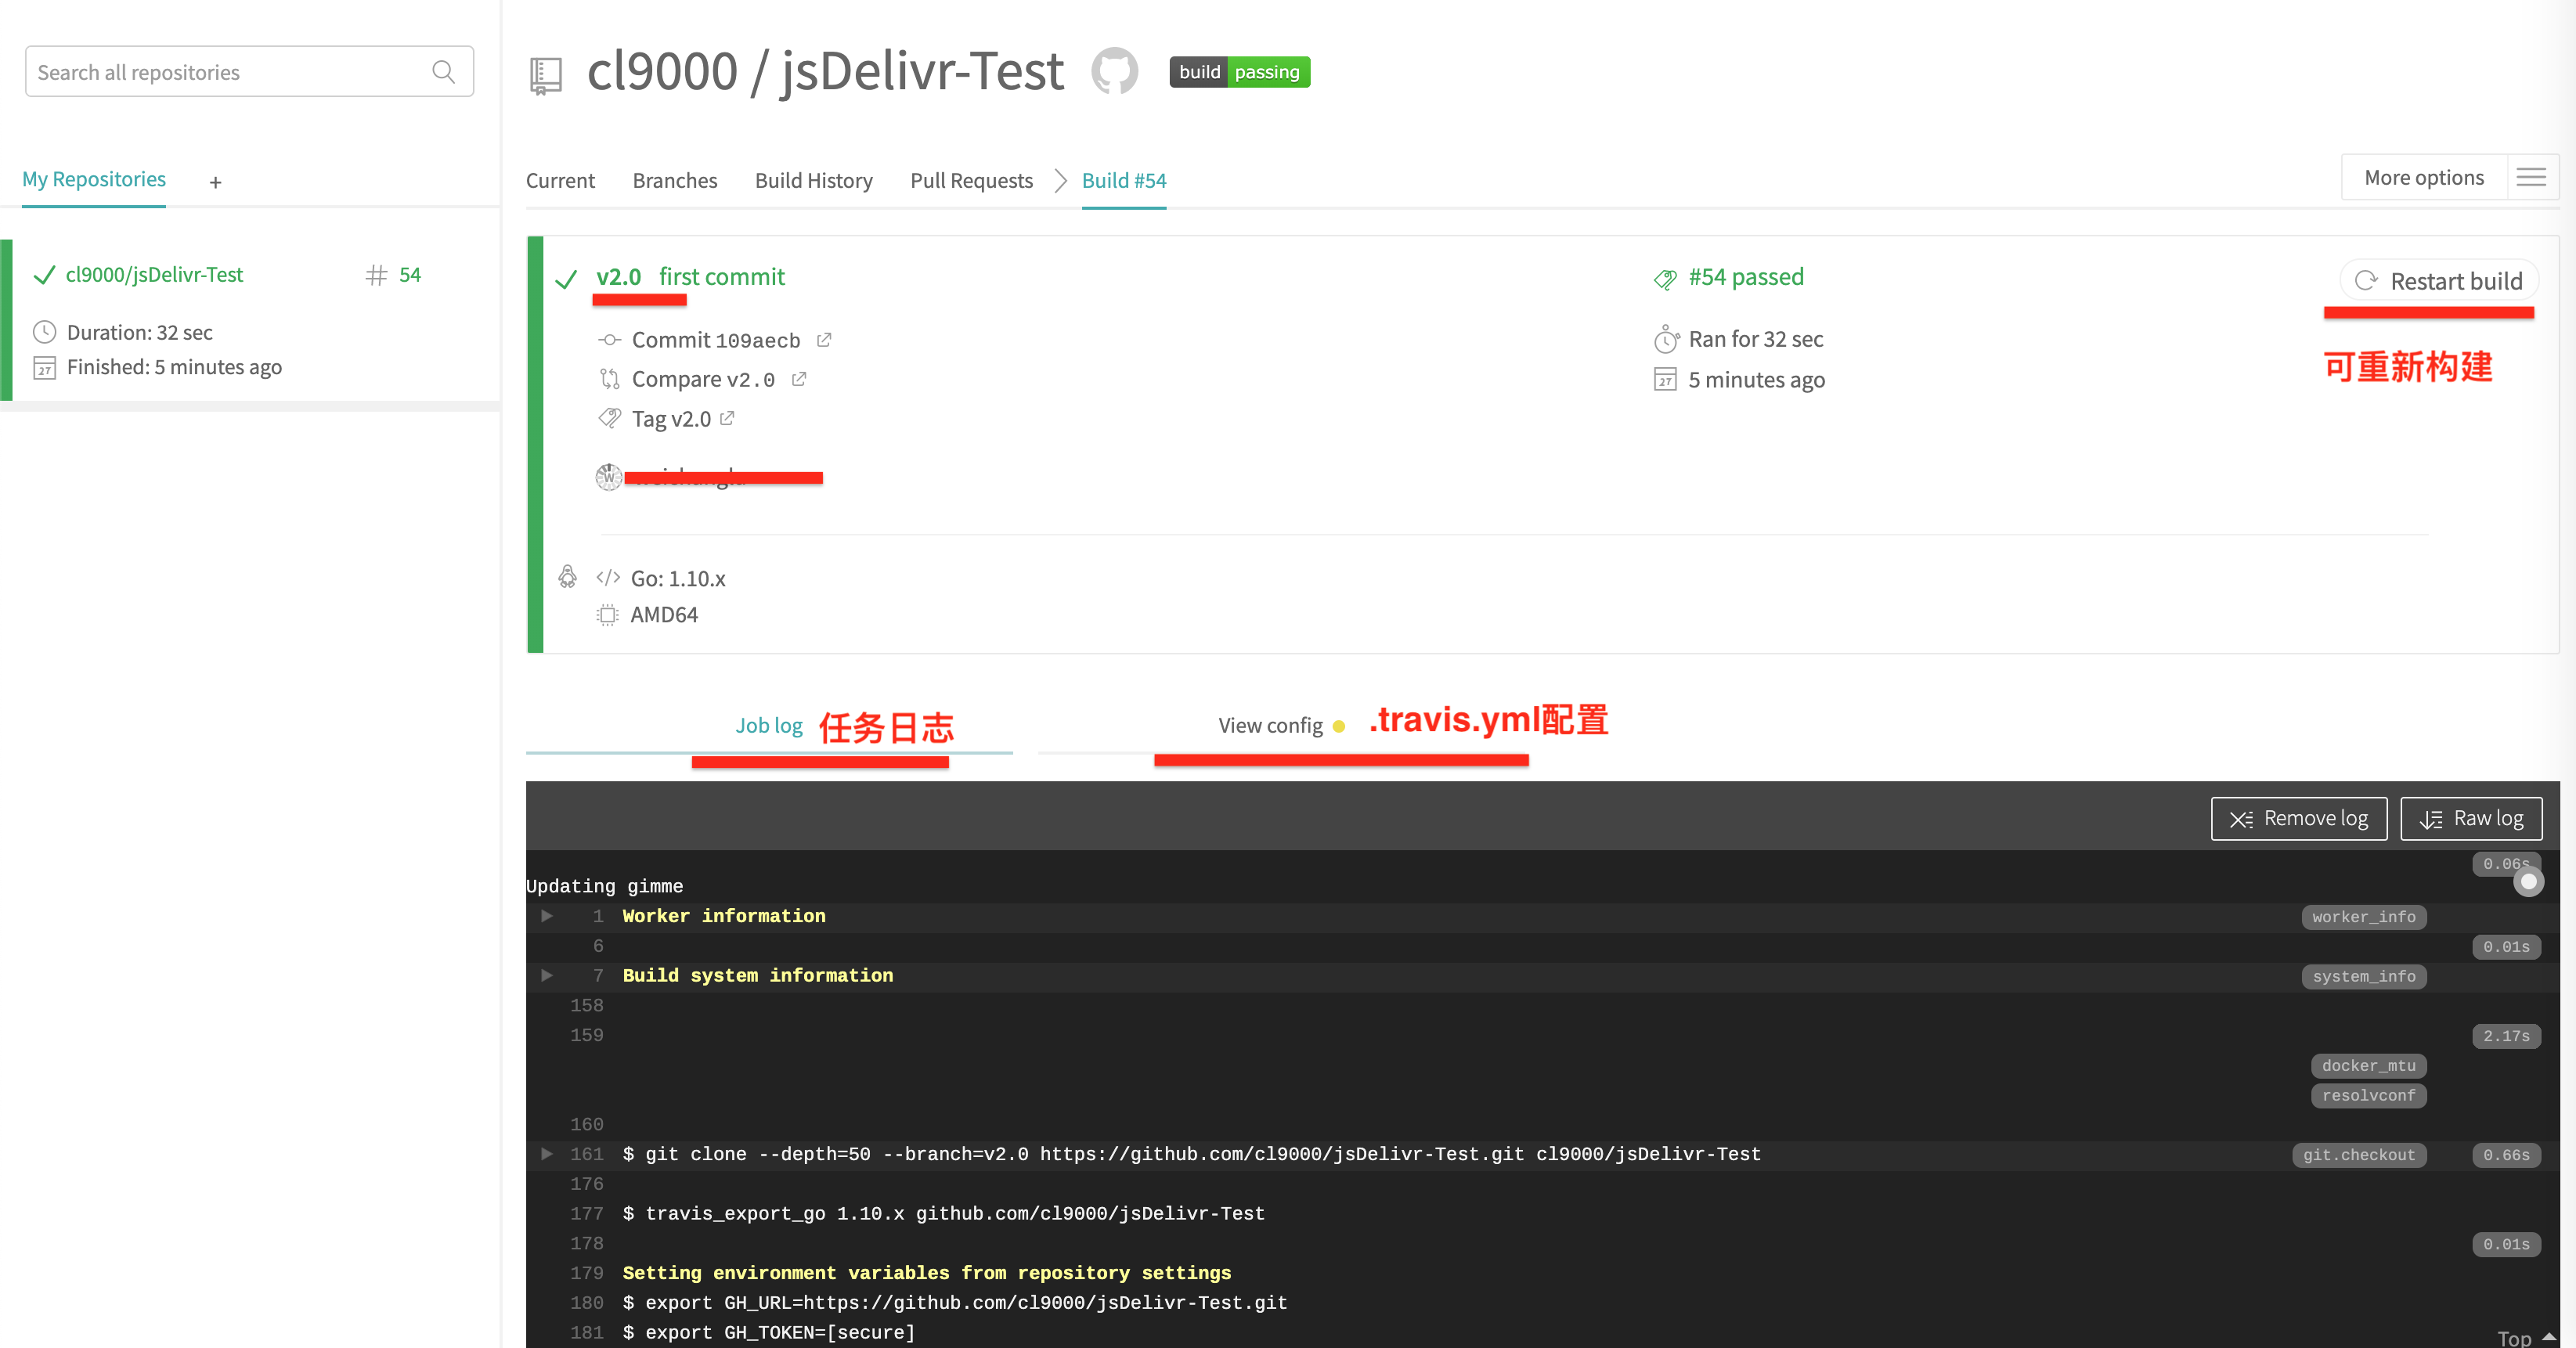 Search all repositories
My Repositories +
cl9000/jsDelivr-Test # 54
Duration: 32 sec
27 Finished: 5 minutes ago
cl9000 / jsDelivr-Test build passing
Current Branches Build History Pull Requests Build #54 More options
v2.0 first commit
Commit 109aecb
Compare v2.0
Tag v2.0
W
#54 passed
Ran for 32 sec
27 5 minutes ago
Restart build
可重新构建
Go: 1.10.x
AMD64
Job log 任务日志
View config .travis.yml配置
Remove log Raw log
0.06s
Updating gimme
1 Worker information worker_info
6 0.01s
7 Build system information system_info
158
159 2.17s
docker_mtu
resolvconf
160
161 $ git clone --depth=50 --branch=v2.0 https://github.com/cl9000/jsDelivr-Test.git cl9000/jsDelivr-Test git.checkout 0.66s
176
177 $ travis_export_go 1.10.x github.com/cl9000/jsDelivr-Test
178 0.01s
179 Setting environment variables from repository settings
180 $ export GH_URL=https://github.com/cl9000/jsDelivr-Test.git
181 $ export GH_TOKEN=[secure]
Top